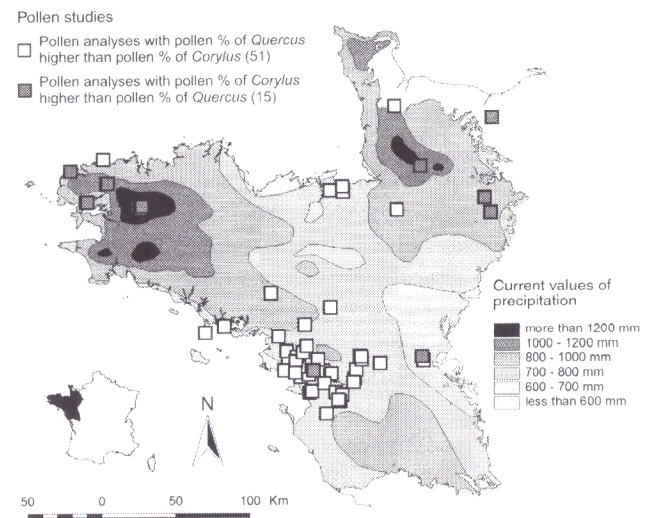 Pollen studies
Pollen analyses with pollen % of Quercus
higher than pollen % of Corylus (51)
Pollen analyses with pollen % of Corylus
higher than pollen % of Quercus (15)
Current values of
precipitation
more than 1200 mm
1000 - 1200 mm
800 - 1000 mm
700 - 800 mm
600 - 700 mm
less than 600 mm
N
50 0 50 100 Km